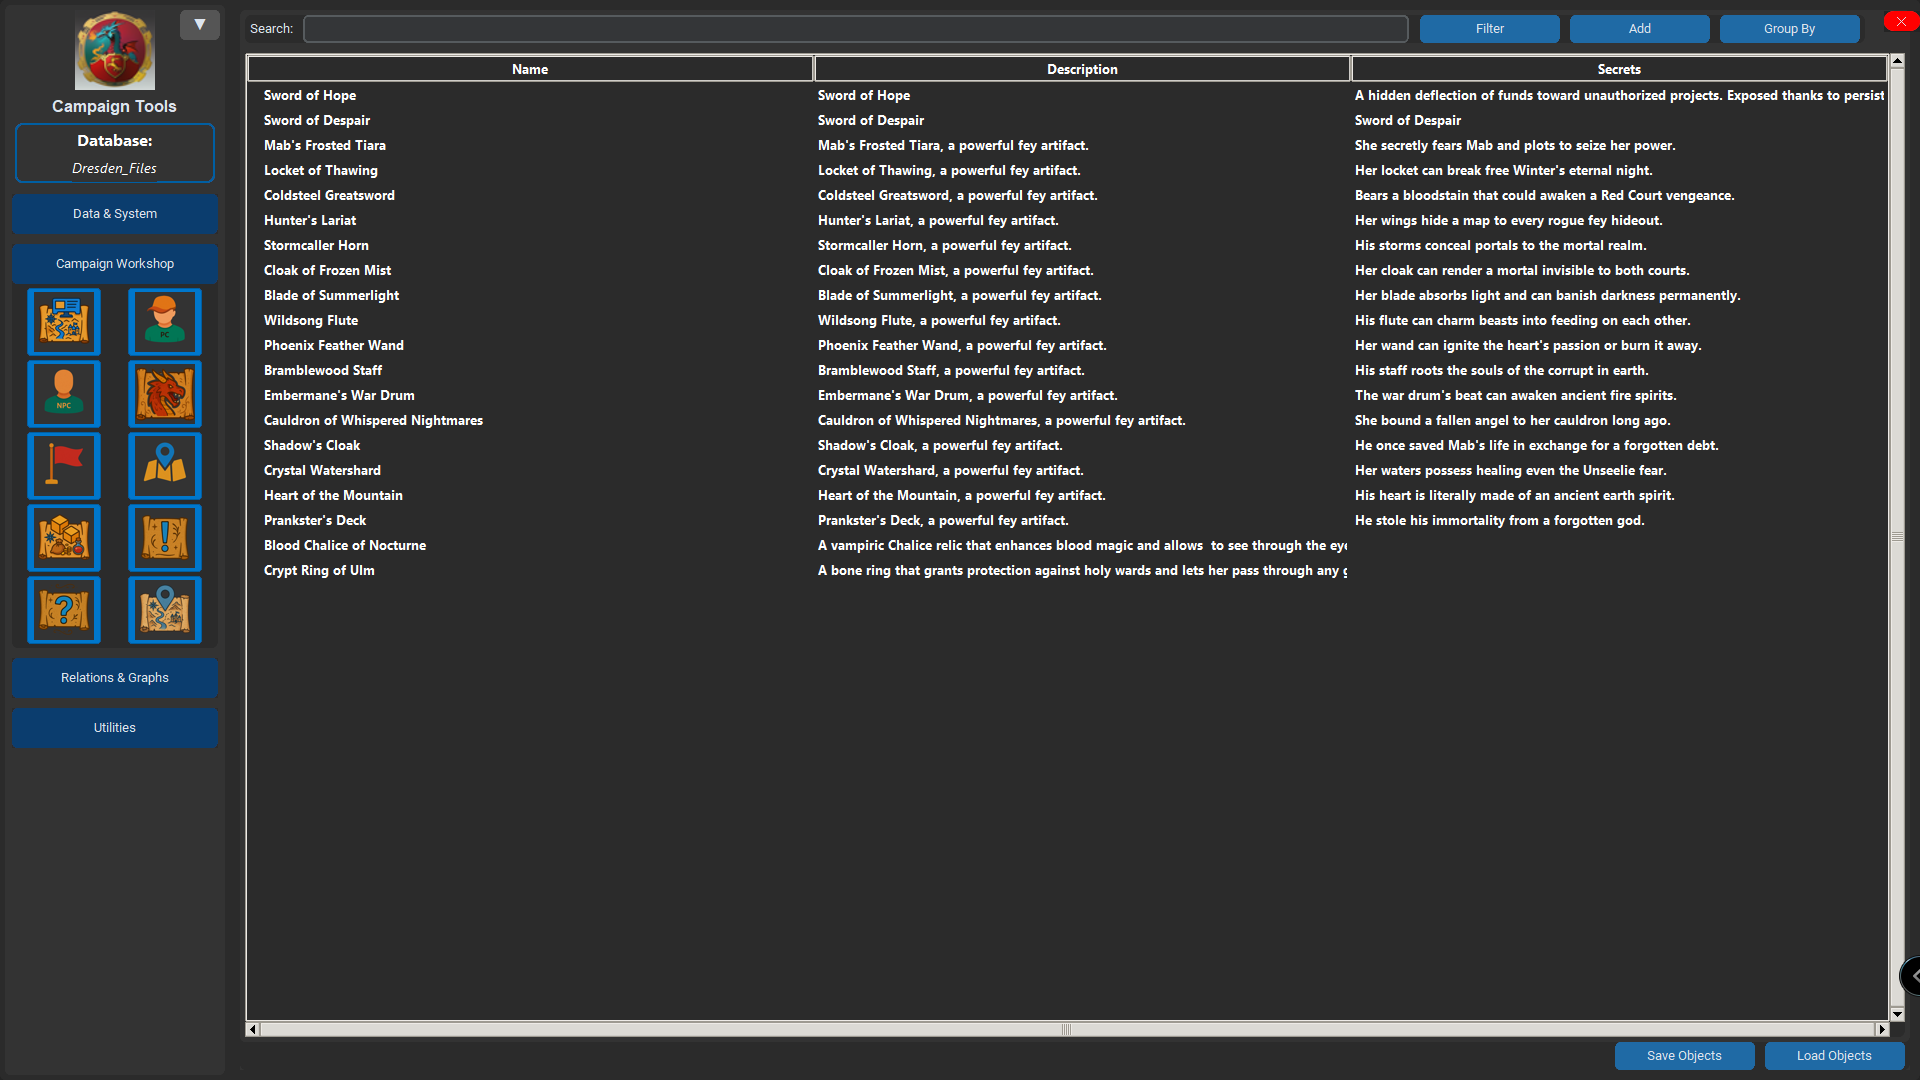 ▼
Campaign Tools
Database:
Dresden_Files
Data & System
Campaign Workshop
PC
NPC
Relations & Graphs
Utilities
Search:
Filter
Add
Group By
Name Description Secrets
Sword of Hope Sword of Hope A hidden deflection of funds toward unauthorized projects. Exposed thanks to persist
Sword of Despair Sword of Despair Sword of Despair
Mab's Frosted Tiara Mab's Frosted Tiara, a powerful fey artifact. She secretly fears Mab and plots to seize her power.
Locket of Thawing Locket of Thawing, a powerful fey artifact. Her locket can break free Winter's eternal night.
Coldsteel Greatsword Coldsteel Greatsword, a powerful fey artifact. Bears a bloodstain that could awaken a Red Court vengeance.
Hunter's Lariat Hunter's Lariat, a powerful fey artifact. Her wings hide a map to every rogue fey hideout.
Stormcaller Horn Stormcaller Horn, a powerful fey artifact. His storms conceal portals to the mortal realm.
Cloak of Frozen Mist Cloak of Frozen Mist, a powerful fey artifact. Her cloak can render a mortal invisible to both courts.
Blade of Summerlight Blade of Summerlight, a powerful fey artifact. Her blade absorbs light and can banish darkness permanently.
Wildsong Flute Wildsong Flute, a powerful fey artifact. His flute can charm beasts into feeding on each other.
Phoenix Feather Wand Phoenix Feather Wand, a powerful fey artifact. Her wand can ignite the heart's passion or burn it away.
Bramblewood Staff Bramblewood Staff, a powerful fey artifact. His staff roots the souls of the corrupt in earth.
Embermane's War Drum Embermane's War Drum, a powerful fey artifact. The war drum's beat can awaken ancient fire spirits.
Cauldron of Whispered Nightmares Cauldron of Whispered Nightmares, a powerful fey artifact. She bound a fallen angel to her cauldron long ago.
Shadow's Cloak Shadow's Cloak, a powerful fey artifact. He once saved Mab's life in exchange for a forgotten debt.
Crystal Watershard Crystal Watershard, a powerful fey artifact. Her waters possess healing even the Unseelie fear.
Heart of the Mountain Heart of the Mountain, a powerful fey artifact. His heart is literally made of an ancient earth spirit.
Prankster's Deck Prankster's Deck, a powerful fey artifact. He stole his immortality from a forgotten god.
Blood Chalice of Nocturne A vampiric Chalice relic that enhances blood magic and allows to see through the eye
Crypt Ring of Ulm A bone ring that grants protection against holy wards and lets her pass through any g
Save Objects
Load Objects